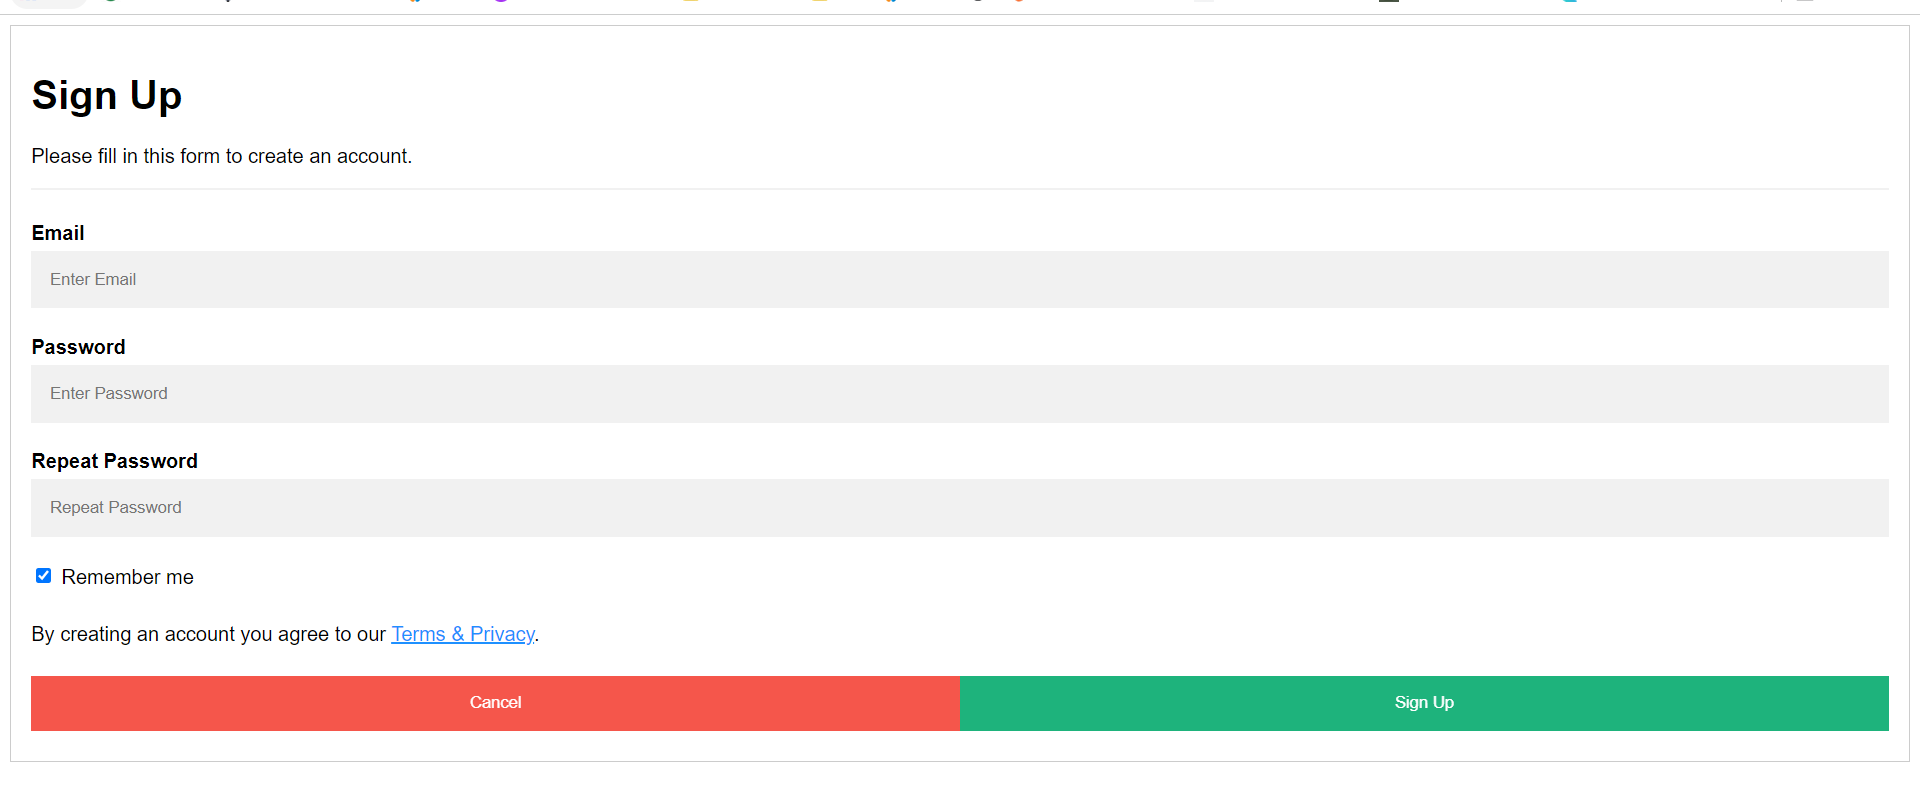 Sign Up
Please fill in this form to create an account.
Email
Enter Email
Password
Enter Password
Repeat Password
Repeat Password
Remember me
By creating an account you agree to our Terms & Privacy.
Cancel
Sign Up